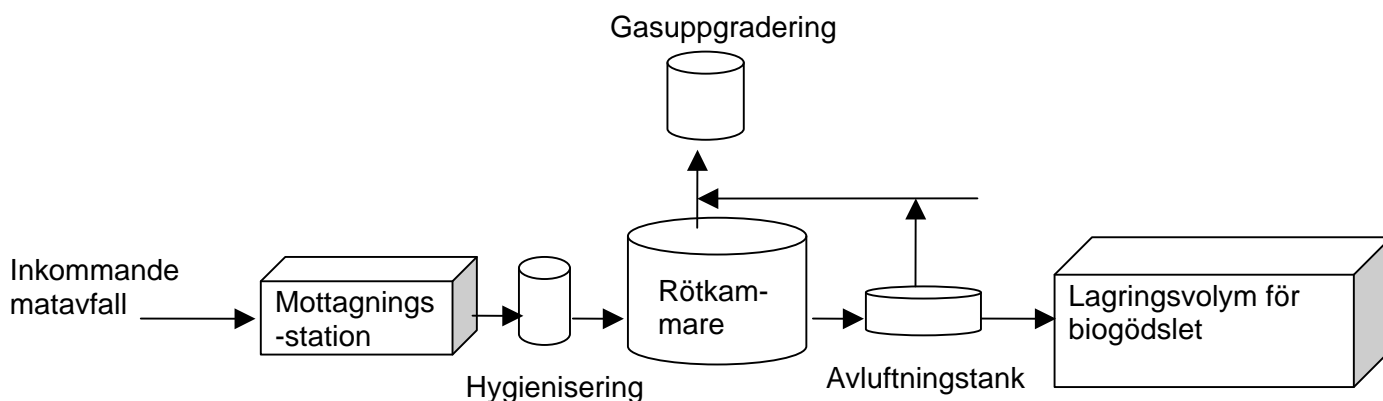 Gasuppgradering
Inkommande
matavfall
Mottagnings
-station
Hygienisering
Rötkam-
mare
Avluftningstank
Lagringsvolym för
biogödslet